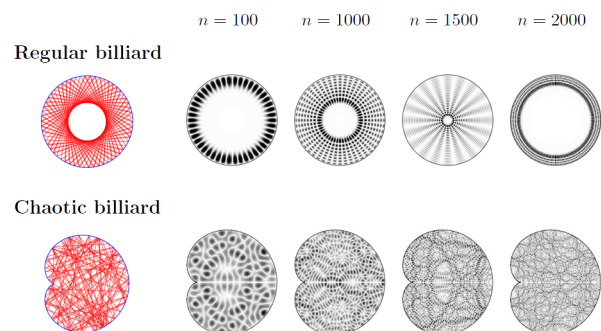 n = 100 n = 1000 n = 1500 n = 2000
Regular billiard
Chaotic billiard